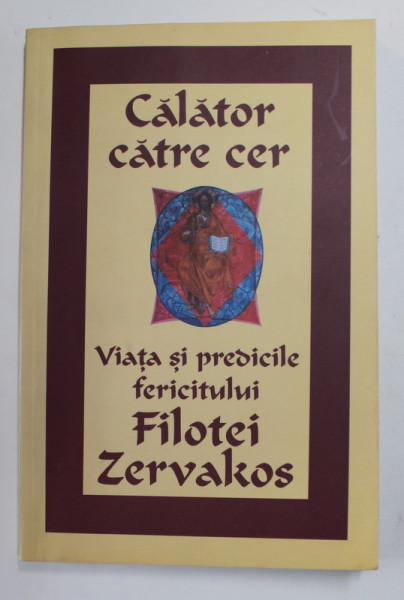 Călător
către cer
Viața și predicile
fericitului
Filotei
Zervakos